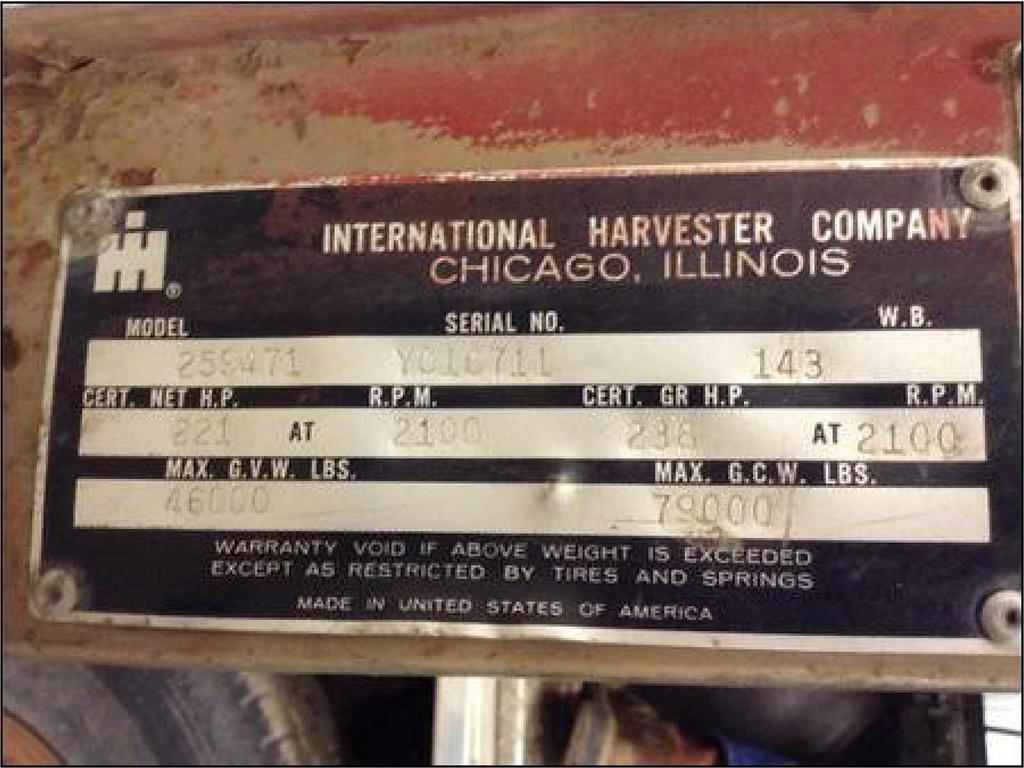 INTERNATIONAL HARVESTER COMPANY
CHICAGO, ILLINOIS
®
MODEL SERIAL NO. W.B.
143
CERT. NET H.P. R.P.M. CERT. GR H.P. R.P.M.
221 AT 2100 238 AT 2100
MAX. G.V.W. LBS. MAX. G.C.W. LBS.
46000 79000
WARRANTY VOID IF ABOVE WEIGHT IS EXCEEDED
EXCEPT AS RESTRICTED BY TIRES AND SPRINGS
MADE IN UNITED STATES OF AMERICA